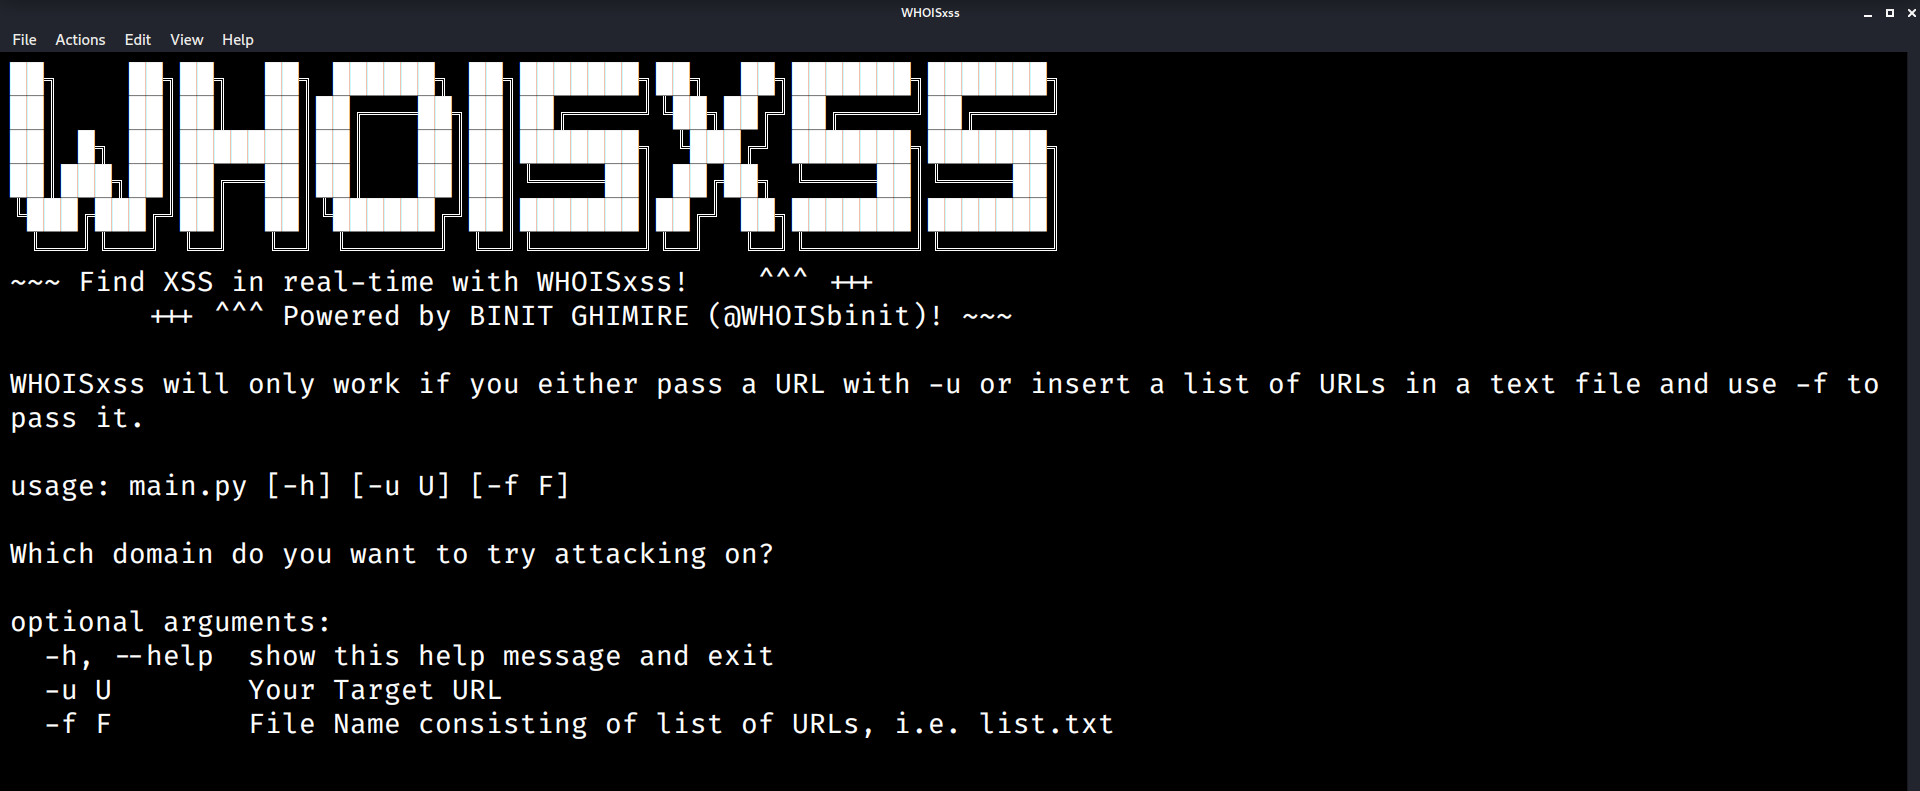 WHOISxss
File Actions Edit View Help
WHOISXSS
~~~ Find XSS in real-time with WHOISxss! ^^^ +++
+++ ^^^ Powered by BINIT GHIMIRE (@WHOISbinit)! ~~~
WHOISxss will only work if you either pass a URL with -u or insert a list of URLs in a text file and use -f to
pass it.
usage: main.py [-h] [-u U] [-f F]
Which domain do you want to try attacking on?
optional arguments:
-h, --help show this help message and exit
-u U Your Target URL
-f F File Name consisting of list of URLs, i.e. list.txt